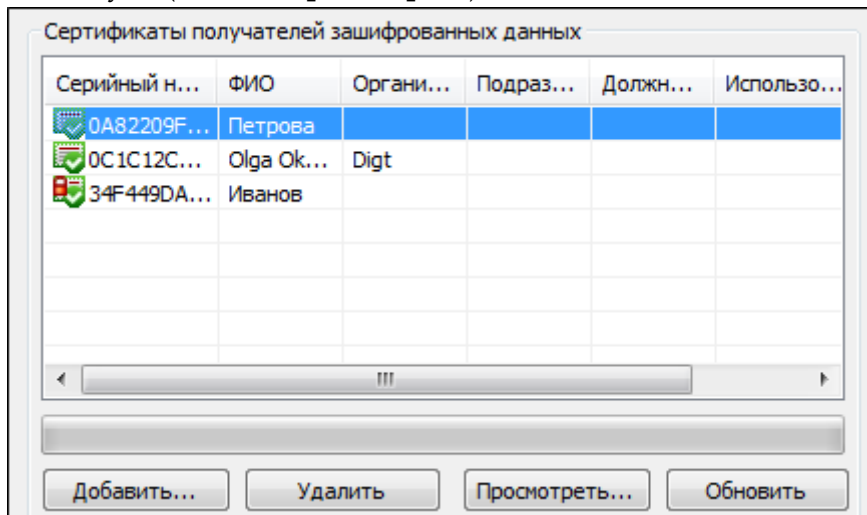 Сертификаты получателей зашифрованных данных
Серийный н... ФИО Органи... Подраз... Должн... Использо...
0A82209F... Петрова
0C1C12C... Olga Ok... Digt
34F449DA... Иванов
Добавить... Удалить Просмотреть... Обновить